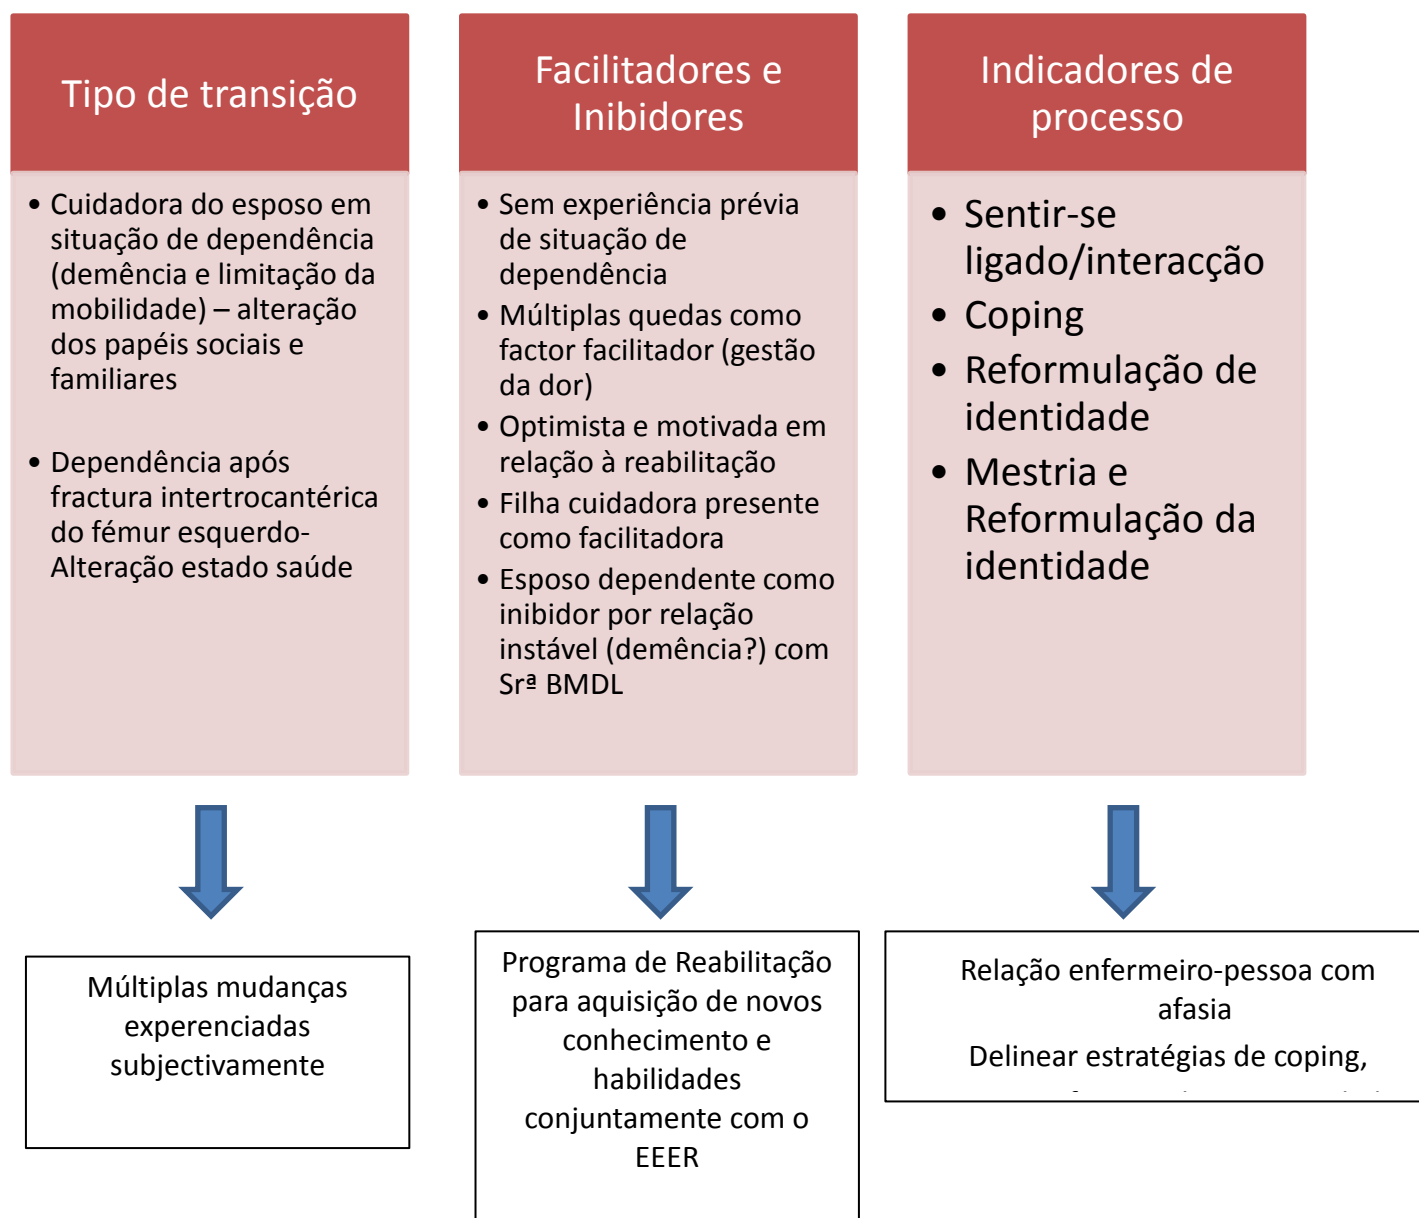 Tipo de transição
• Cuidadora do esposo em
situação de dependência
(demência e limitação da
mobilidade) – alteração
dos papéis sociais e
familiares
• Dependência após
fractura intertrocantérica
do fémur esquerdo-
Alteração estado saúde
Múltiplas mudanças
experenciadas
subjectivamente
Facilitadores e
Inibidores
• Sem experiência prévia
de situação de
dependência
• Múltiplas quedas como
factor facilitador (gestão
da dor)
• Optimista e motivada em
relação à reabilitação
• Filha cuidadora presente
como facilitadora
• Esposo dependente como
inibidor por relação
instável (demência?) com
Srª BMDL
Programa de Reabilitação
para aquisição de novos
conhecimento e
habilidades
conjuntamente com o
EEER
Indicadores de
processo
• Sentir-se
ligado/interacção
• Coping
• Reformulação de
identidade
• Mestria e
Reformulação da
identidade
Relação enfermeiro-pessoa com
afasia
Delinear estratégias de coping,